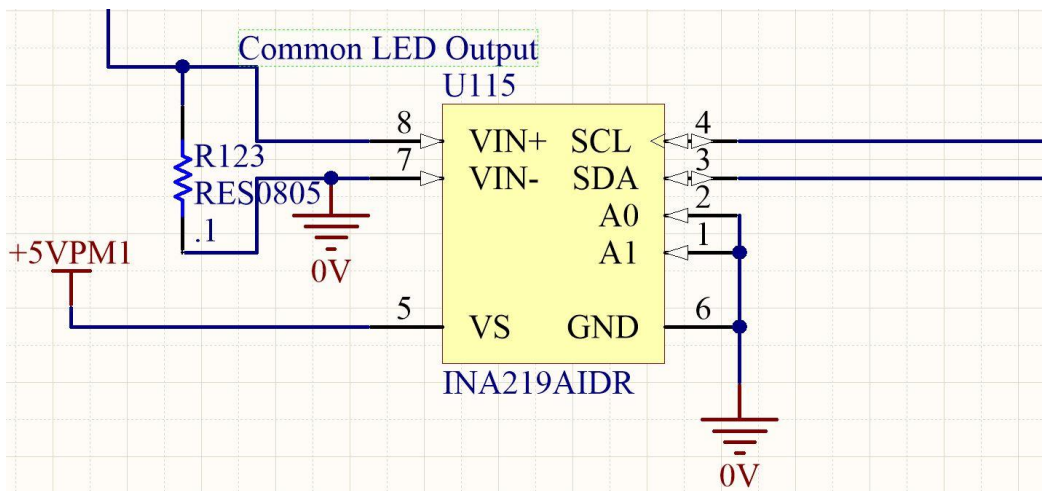 Common LED Output
U115
8
VIN+
SCL
4
R123
7
VIN-
SDA
3
RES0805
A0
2
.1
A1
1
+5VPM1
0V
5
VS
GND
6
INA219AIDR
0V